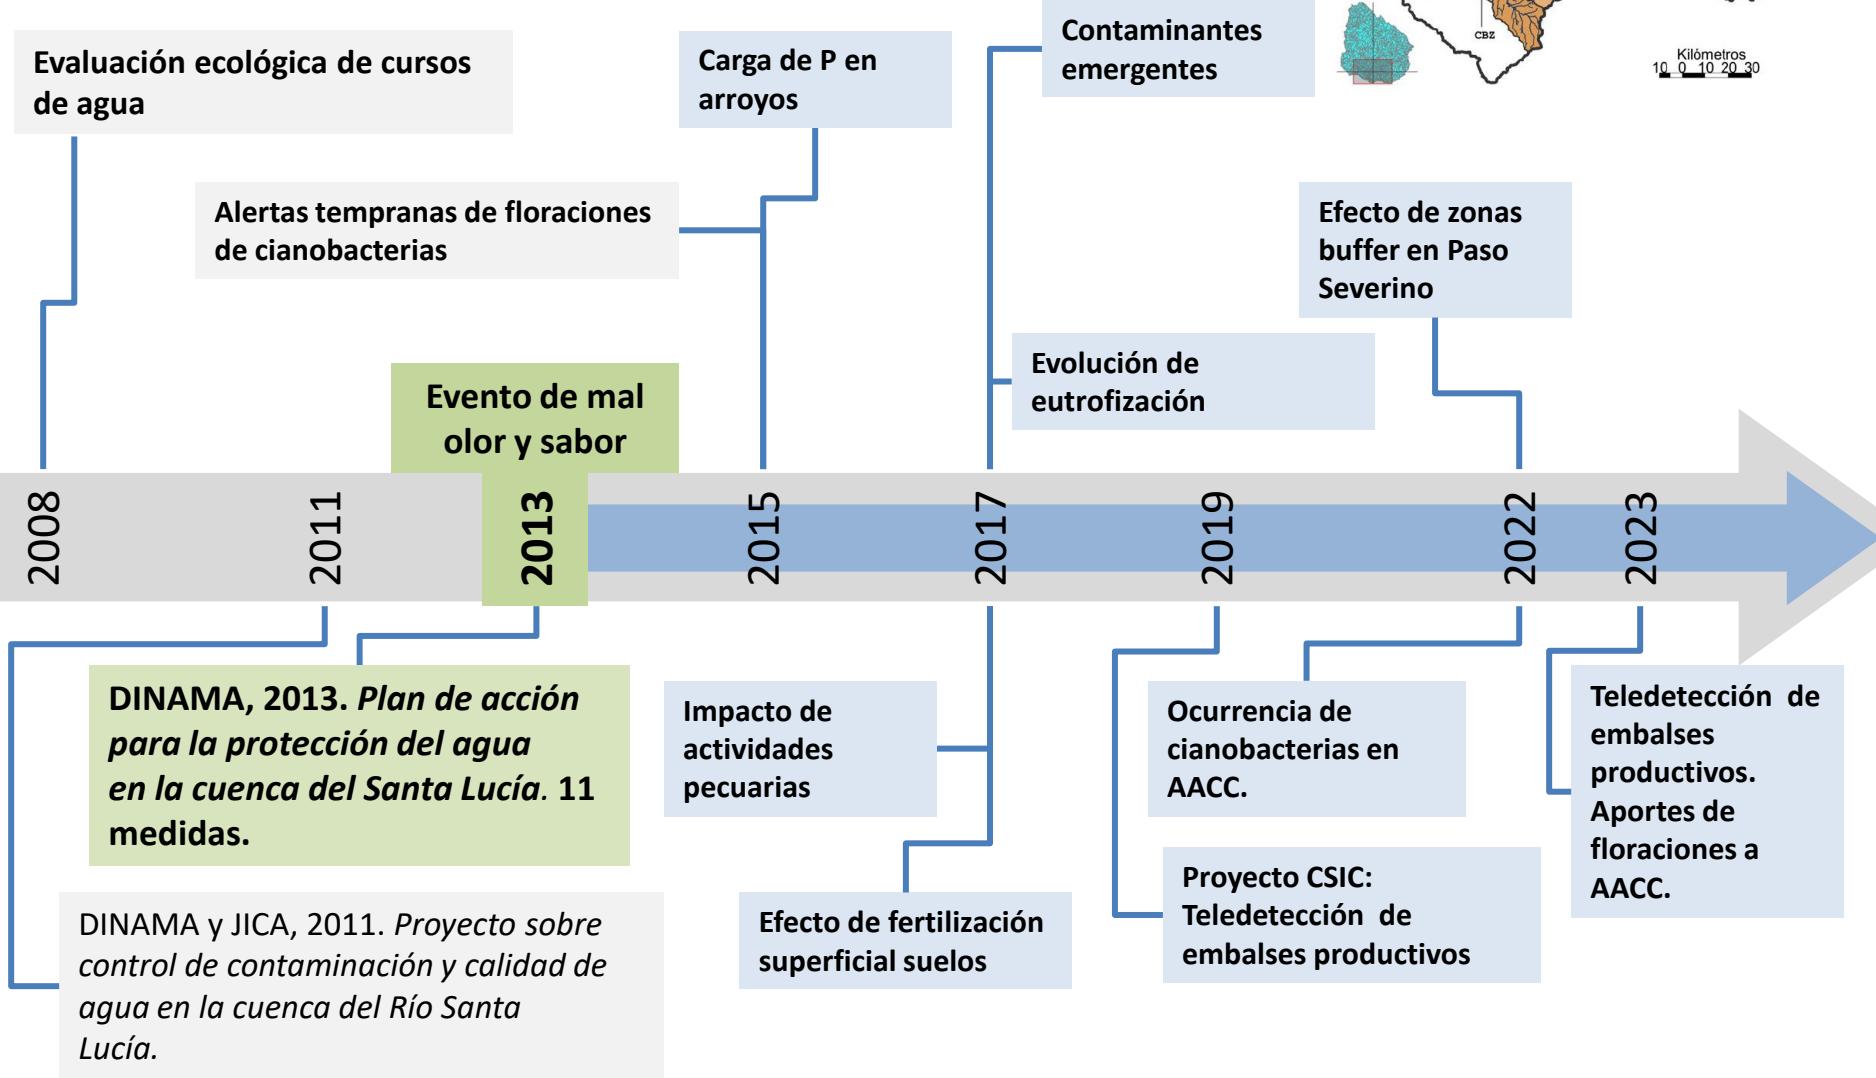 Contaminantes
emergentes
CBZ
Kilómetros
10 0 10 20 30
Evaluación ecológica de cursos
de agua
Carga de P en
arroyos
Alertas tempranas de floraciones
de cianobacterias
Efecto de zonas
buffer en Paso
Severino
Evolución de
eutrofización
Evento de mal
olor y sabor
2008
2011
2013
2015
2017
2019
2022
2023
DINAMA, 2013. Plan de acción
para la protección del agua
en la cuenca del Santa Lucía. 11
medidas.
Impacto de
actividades
pecuarias
Ocurrencia de
cianobacterias en
AACC.
Teledetección de
embalses
productivos.
Aportes de
floraciones a
AACC.
DINAMA y JICA, 2011. Proyecto sobre
control de contaminación y calidad de
agua en la cuenca del Río Santa
Lucía.
Efecto de fertilización
superficial suelos
Proyecto CSIC:
Teledetección de
embalses productivos